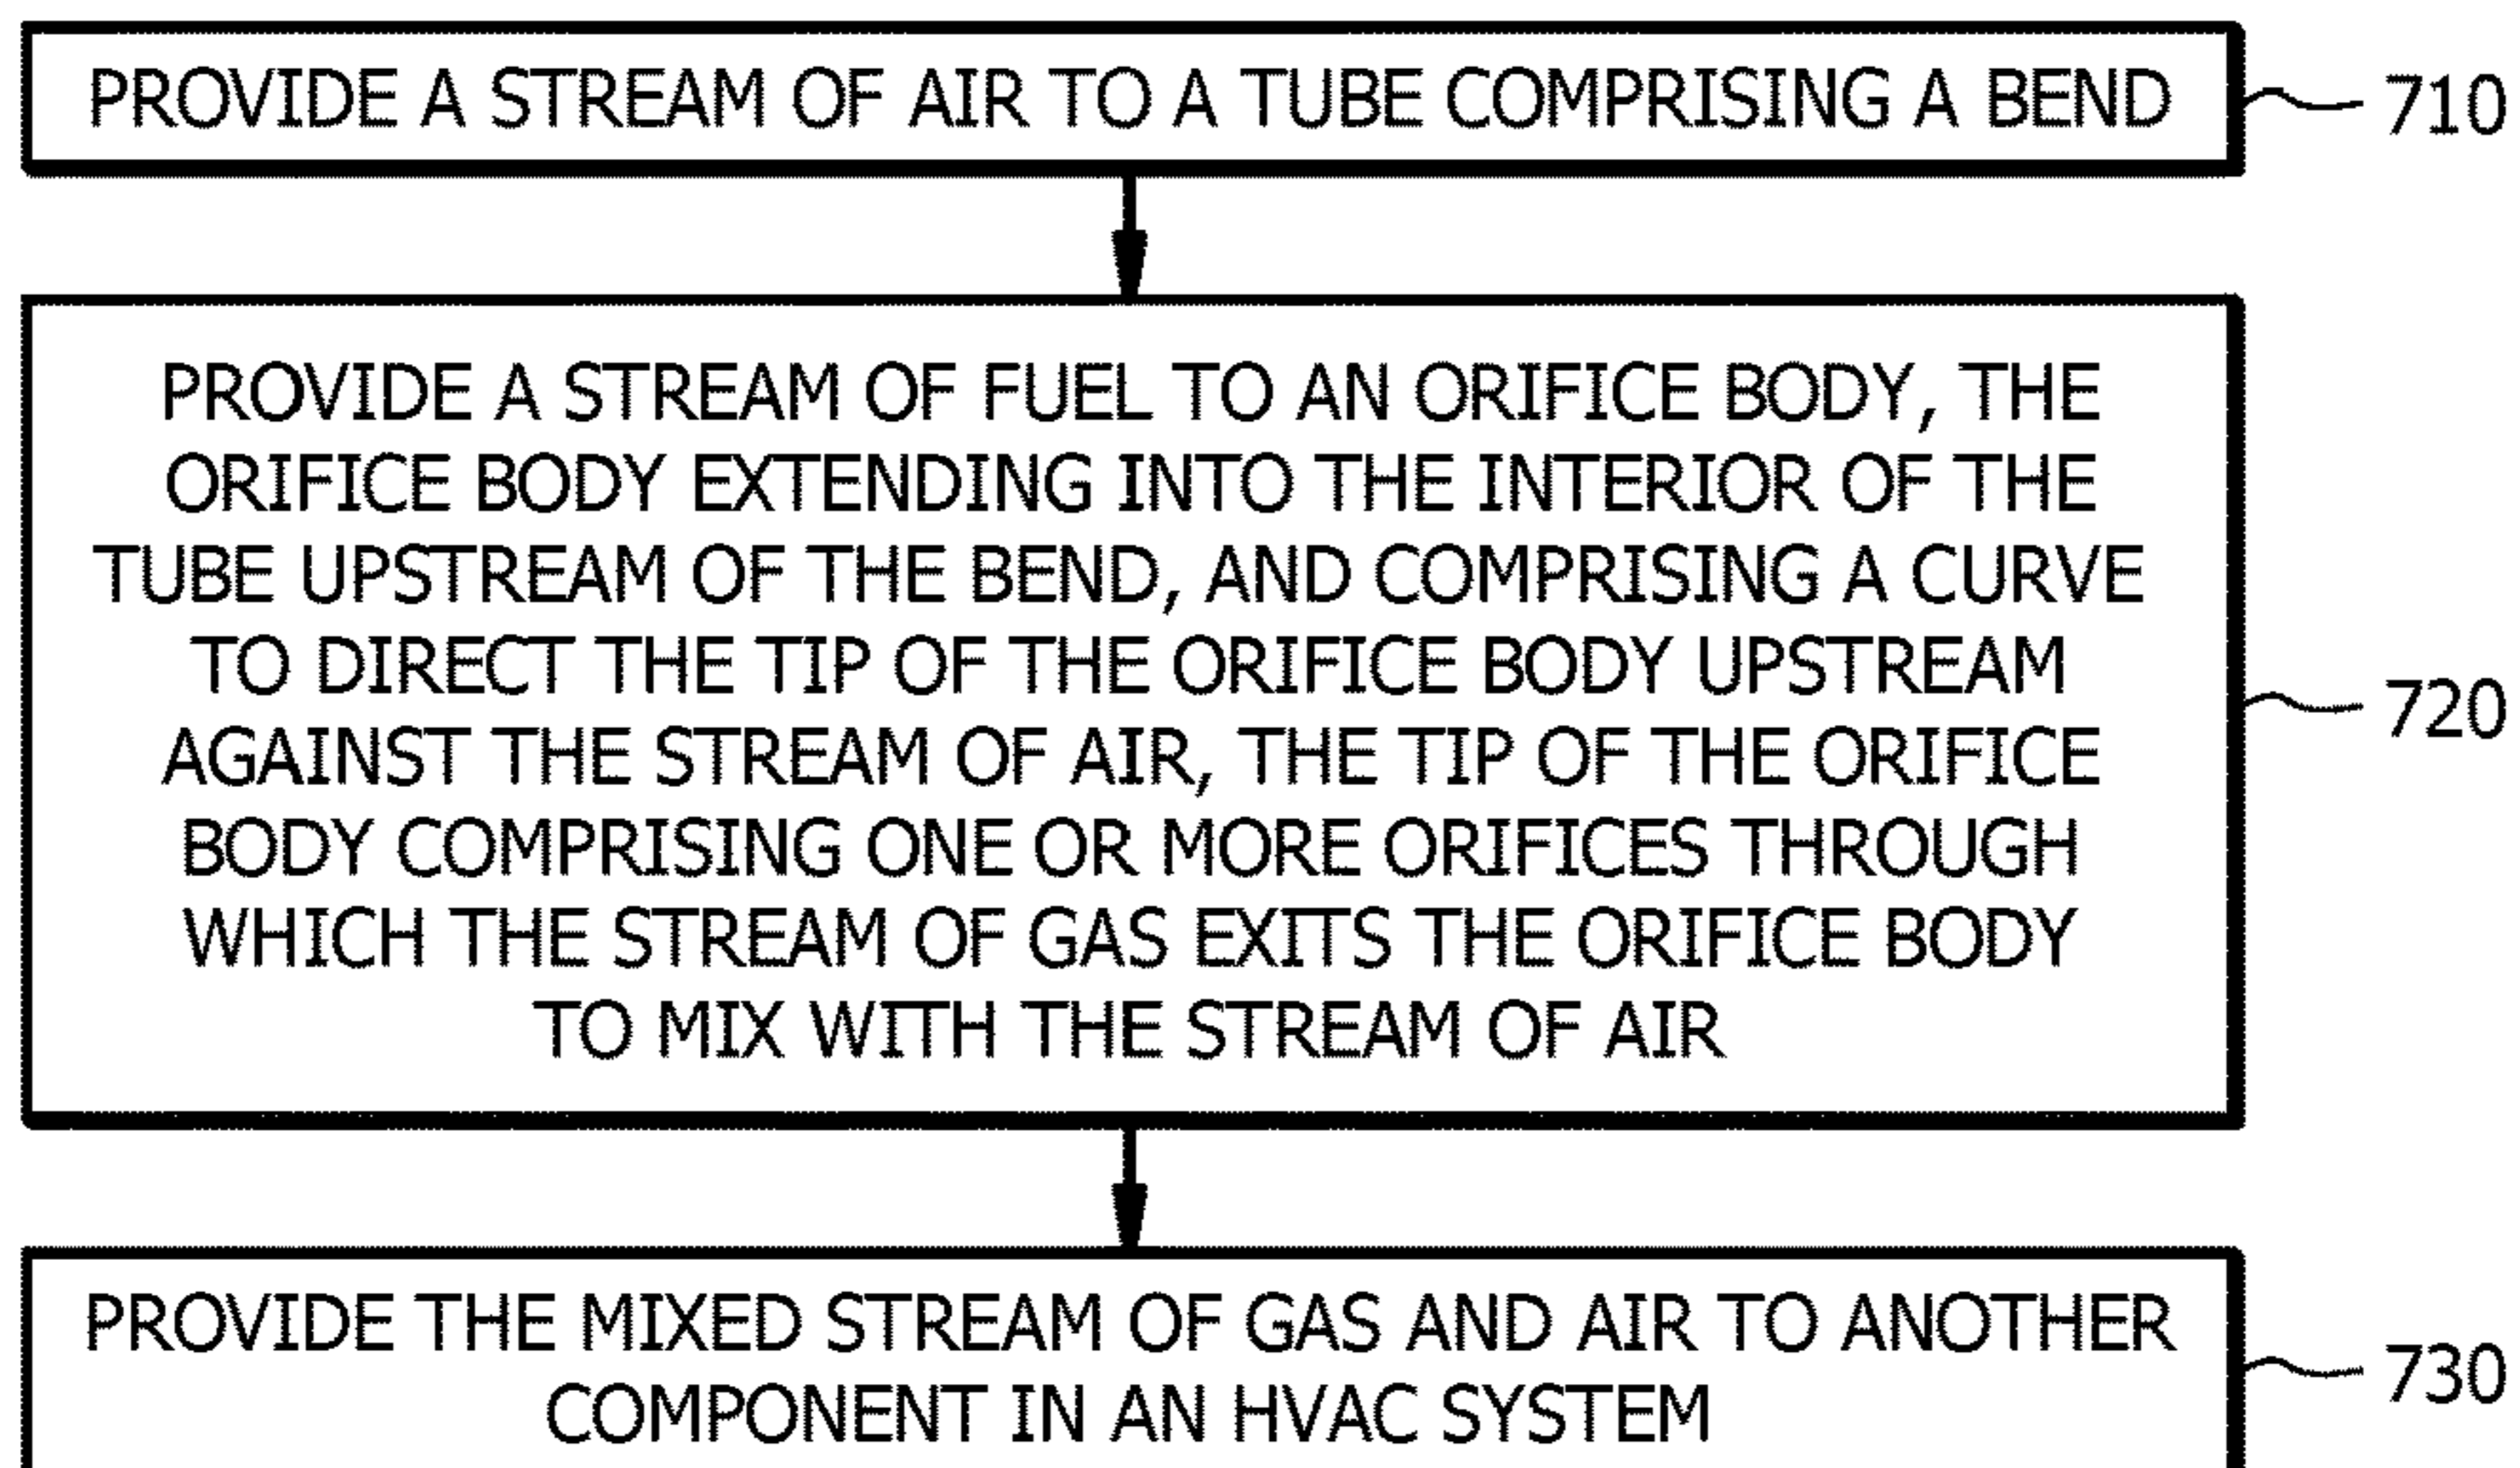 PROVIDE A STREAM OF AIR TO A TUBE COMPRISING A BEND
710
PROVIDE A STREAM OF FUEL TO AN ORIFICE BODY, THE
ORIFICE BODY EXTENDING INTO THE INTERIOR OF THE
TUBE UPSTREAM OF THE BEND, AND COMPRISING A CURVE
TO DIRECT THE TIP OF THE ORIFICE BODY UPSTREAM
AGAINST THE STREAM OF AIR, THE TIP OF THE ORIFICE
BODY COMPRISING ONE OR MORE ORIFICES THROUGH
WHICH THE STREAM OF GAS EXITS THE ORIFICE BODY
TO MIX WITH THE STREAM OF AIR
720
PROVIDE THE MIXED STREAM OF GAS AND AIR TO ANOTHER
COMPONENT IN AN HVAC SYSTEM
730